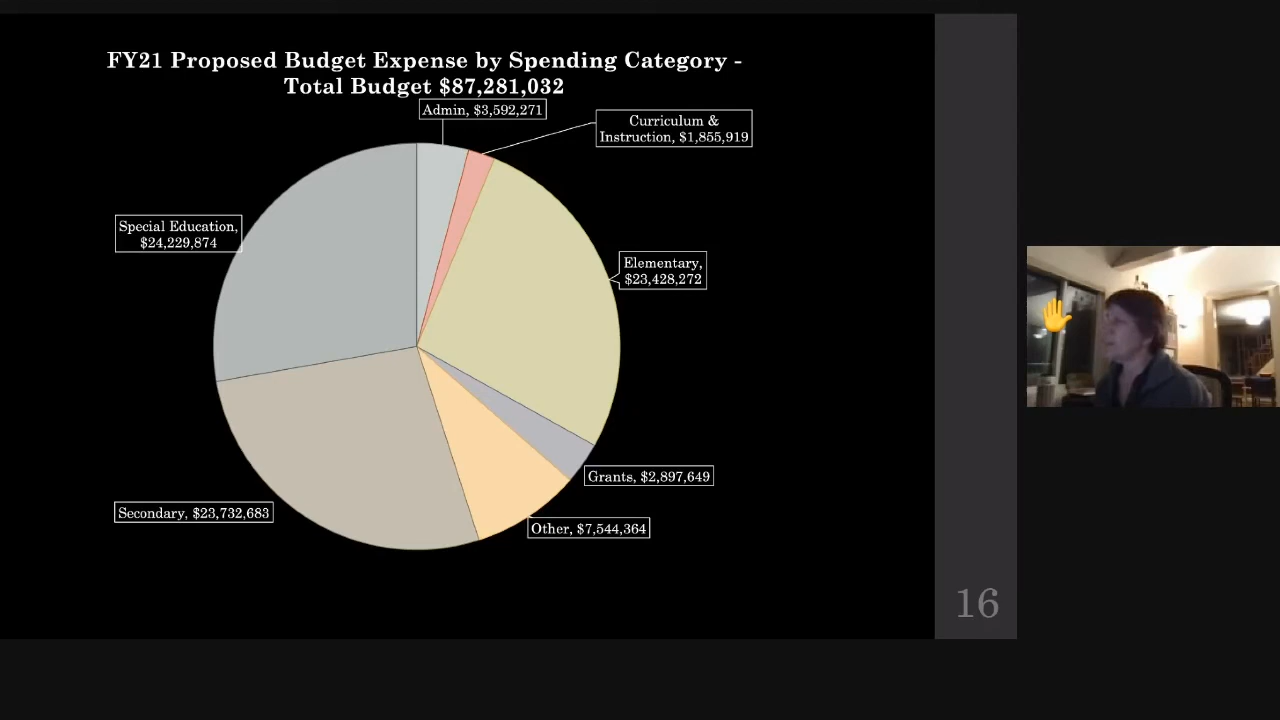 FY21 Proposed Budget Expense by Spending Category -
Total Budget $87,281,032
Admin, $3,592,271
Curriculum &
Instruction, $1,855,919
Special Education,
$24,229,874
Elementary,
$23,428,272
Grants, $2,897,649
Secondary, $23,732,683
Other, $7,544,364
16